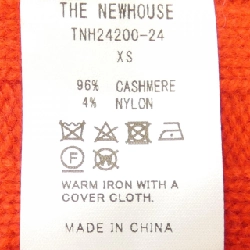 THE NEWHOUSE
TNH24200-24
XS
96% CASHMERE
4% NYLON
F W
WARM IRON WITH A
COVER CLOTH.
MADE IN CHINA